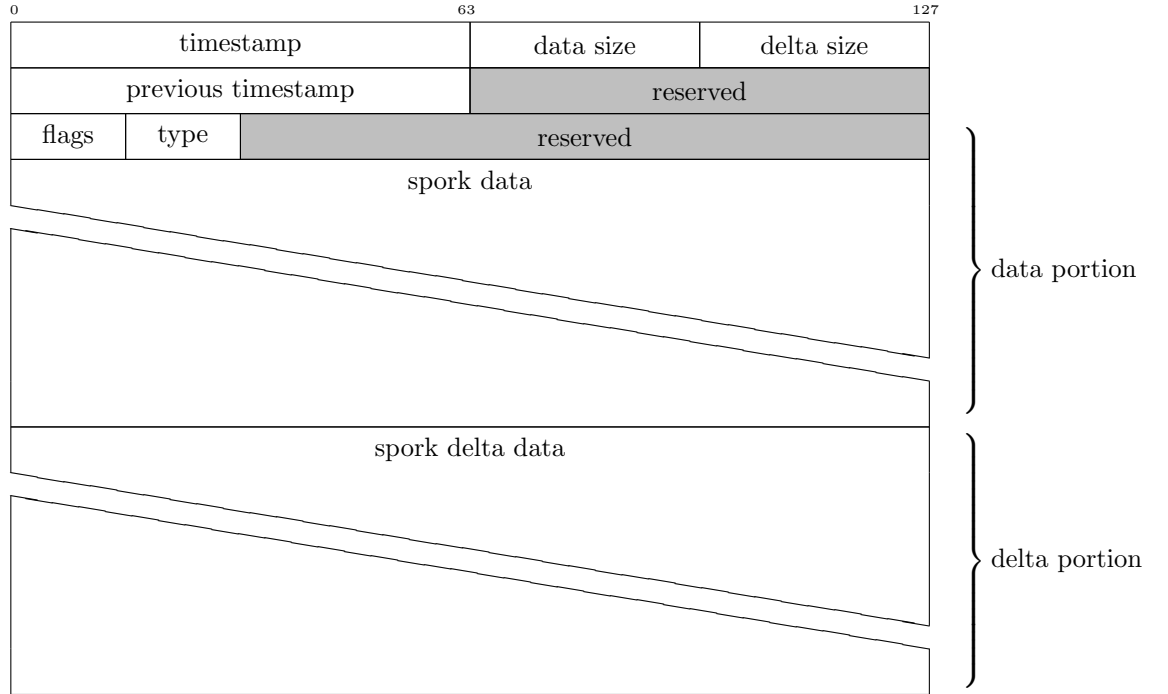 0 63 127
timestamp data size delta size
previous timestamp reserved
flags type reserved
spork data
data portion
spork delta data
delta portion